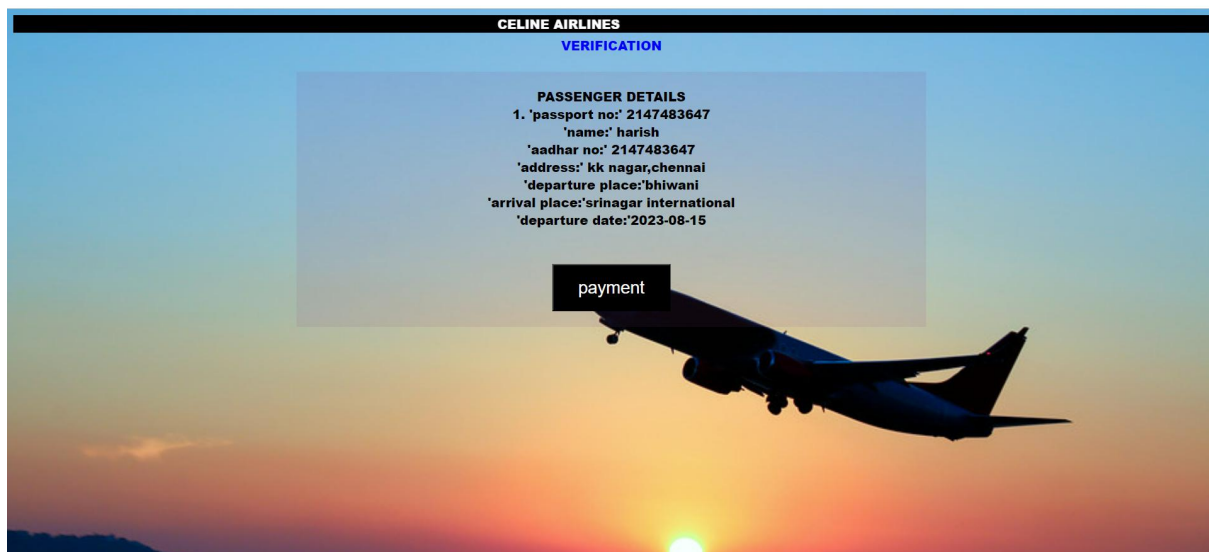 CELINE AIRLINES
VERIFICATION
PASSENGER DETAILS
1. 'passport no:' 2147483647
'name:' harish
'aadhar no:' 2147483647
'address:' kk nagar,chennai
'departure place:'bhiwani
'arrival place:'srinagar international
'departure date:'2023-08-15
payment